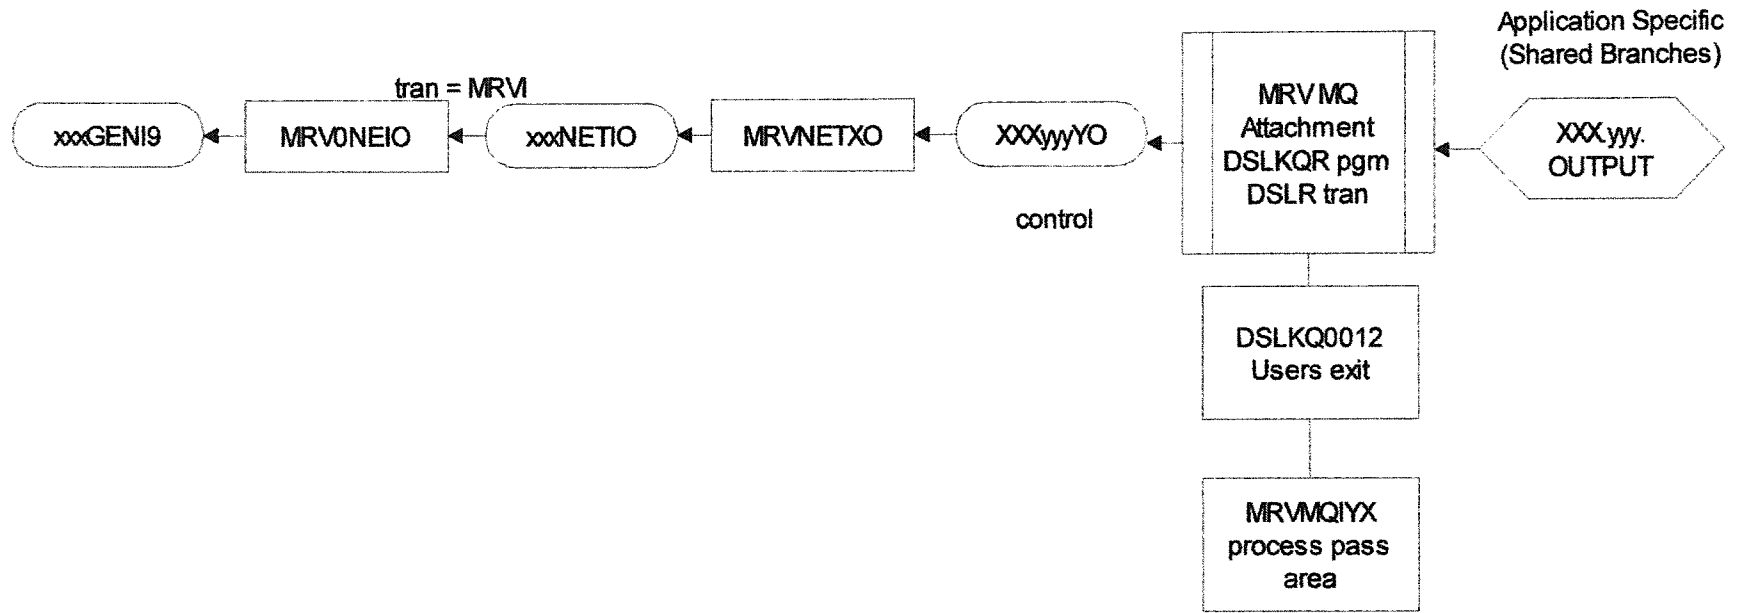 Application Specific
(Shared Branches)
tran = MRVI
xxxGENI9
MRV0NEIO
xxxNETIO
MRVNETXO
XXXyyyYO
control
MRV MQ
Attachment
DSLKQR pgm
DSLR tran
XXX.yyy.
OUTPUT
DSLKQ0012
Users exit
MRVMQIYX
process pass
area